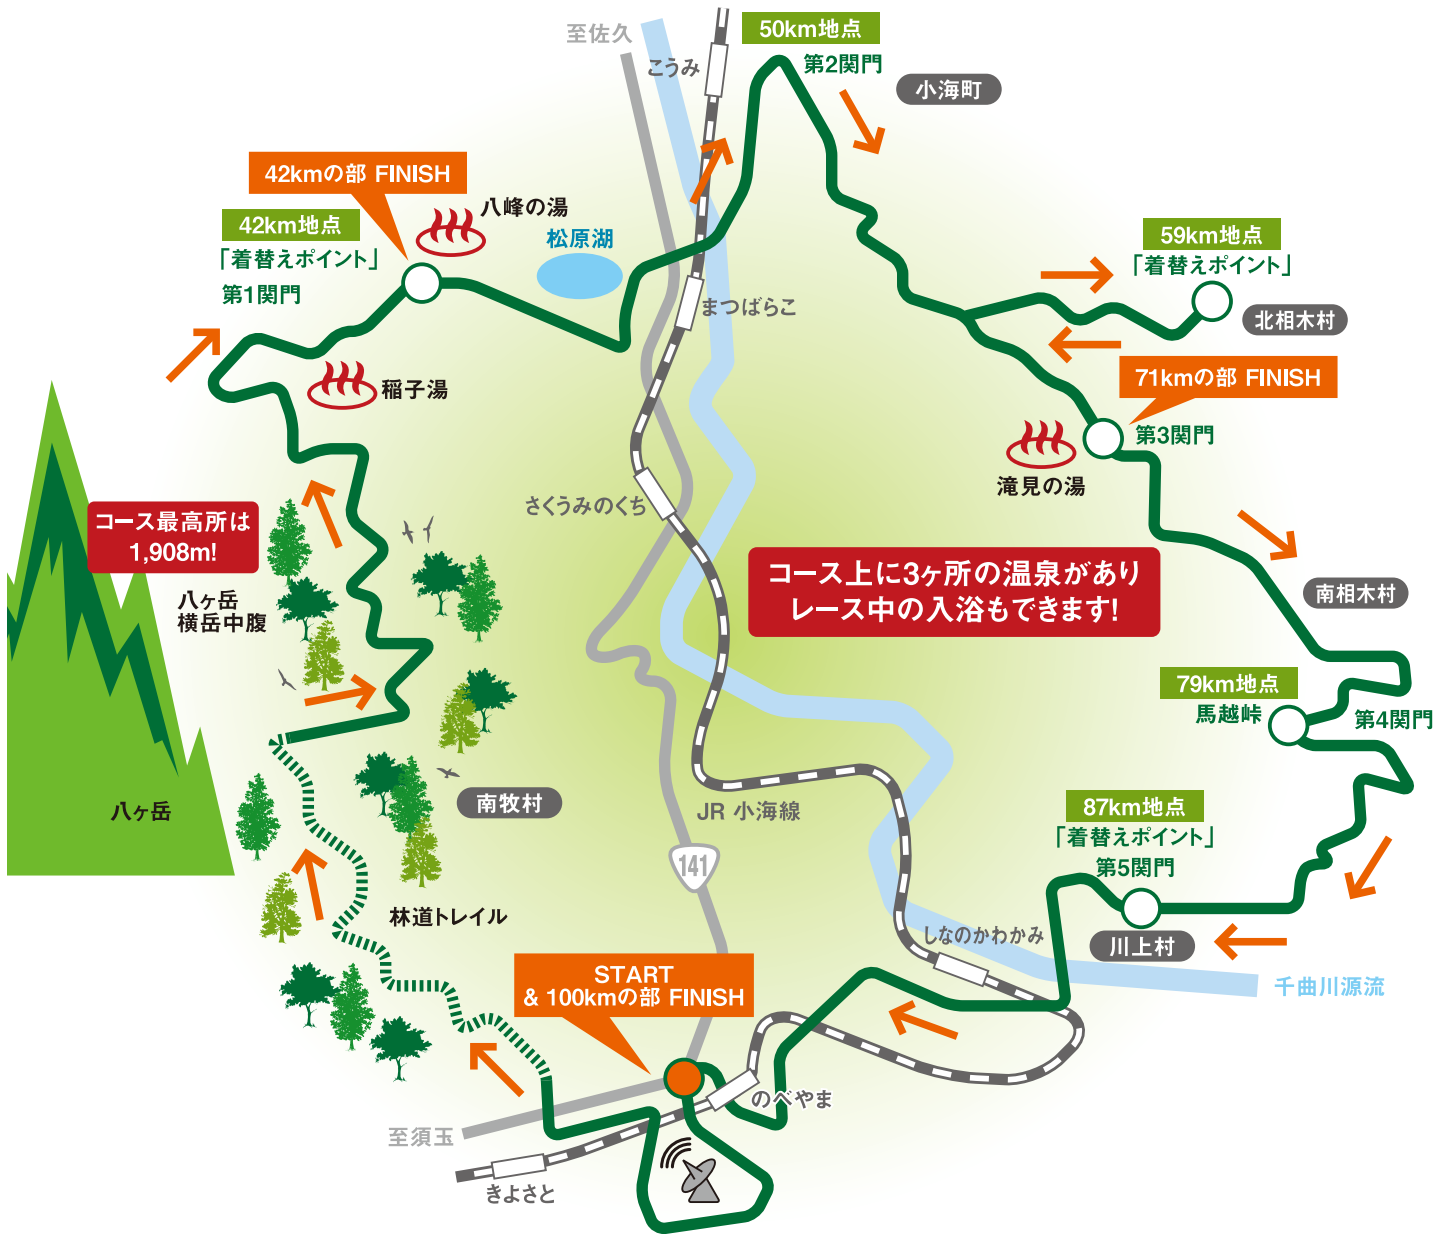 至佐久
こうみ
50km地点
第2関門
小海町
42kmの部 FINISH
42km地点
「着替えポイント」
第1関門
八峰の湯
松原湖
まつばらこ
59km地点
「着替えポイント」
北相木村
稲子湯
71kmの部 FINISH
第3関門
滝見の湯
さくうみのくち
コース最高所は
1,908m!
八ヶ岳
横岳中腹
コース上に3ヶ所の温泉があり
レース中の入浴もできます!
南相木村
79km地点
馬越峠
第4関門
八ヶ岳
南牧村
JR 小海線
141
87km地点
「着替えポイント」
第5関門
川上村
林道トレイル
しなのかわかみ
千曲川源流
START
& 100kmの部 FINISH
のべやま
至須玉
きよさと